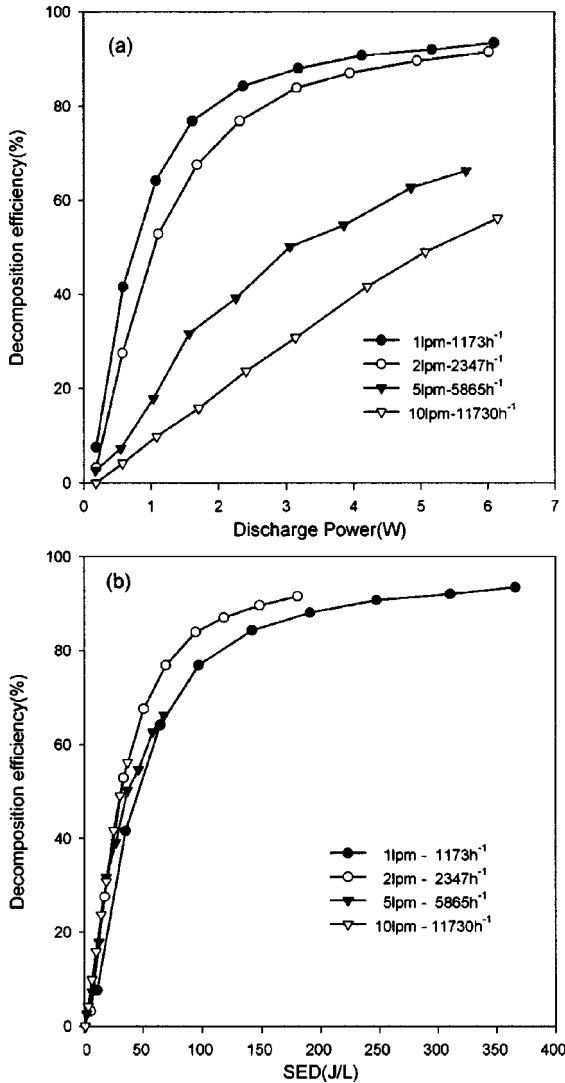 (a)
Decomposition efficiency(%)
100
80
60
40
20
0
1lpm-1173h⁻¹
2lpm-2347h⁻¹
5lpm-5865h⁻¹
10lpm-11730h⁻¹
0 1 2 3 4 5 6 7
Discharge Power(W)
(b)
Decomposition efficiency(%)
100
80
60
40
20
0
1lpm - 1173h⁻¹
2lpm - 2347h⁻¹
5lpm - 5865h⁻¹
10lpm - 11730h⁻¹
0 50 100 150 200 250 300 350 400
SED(J/L)